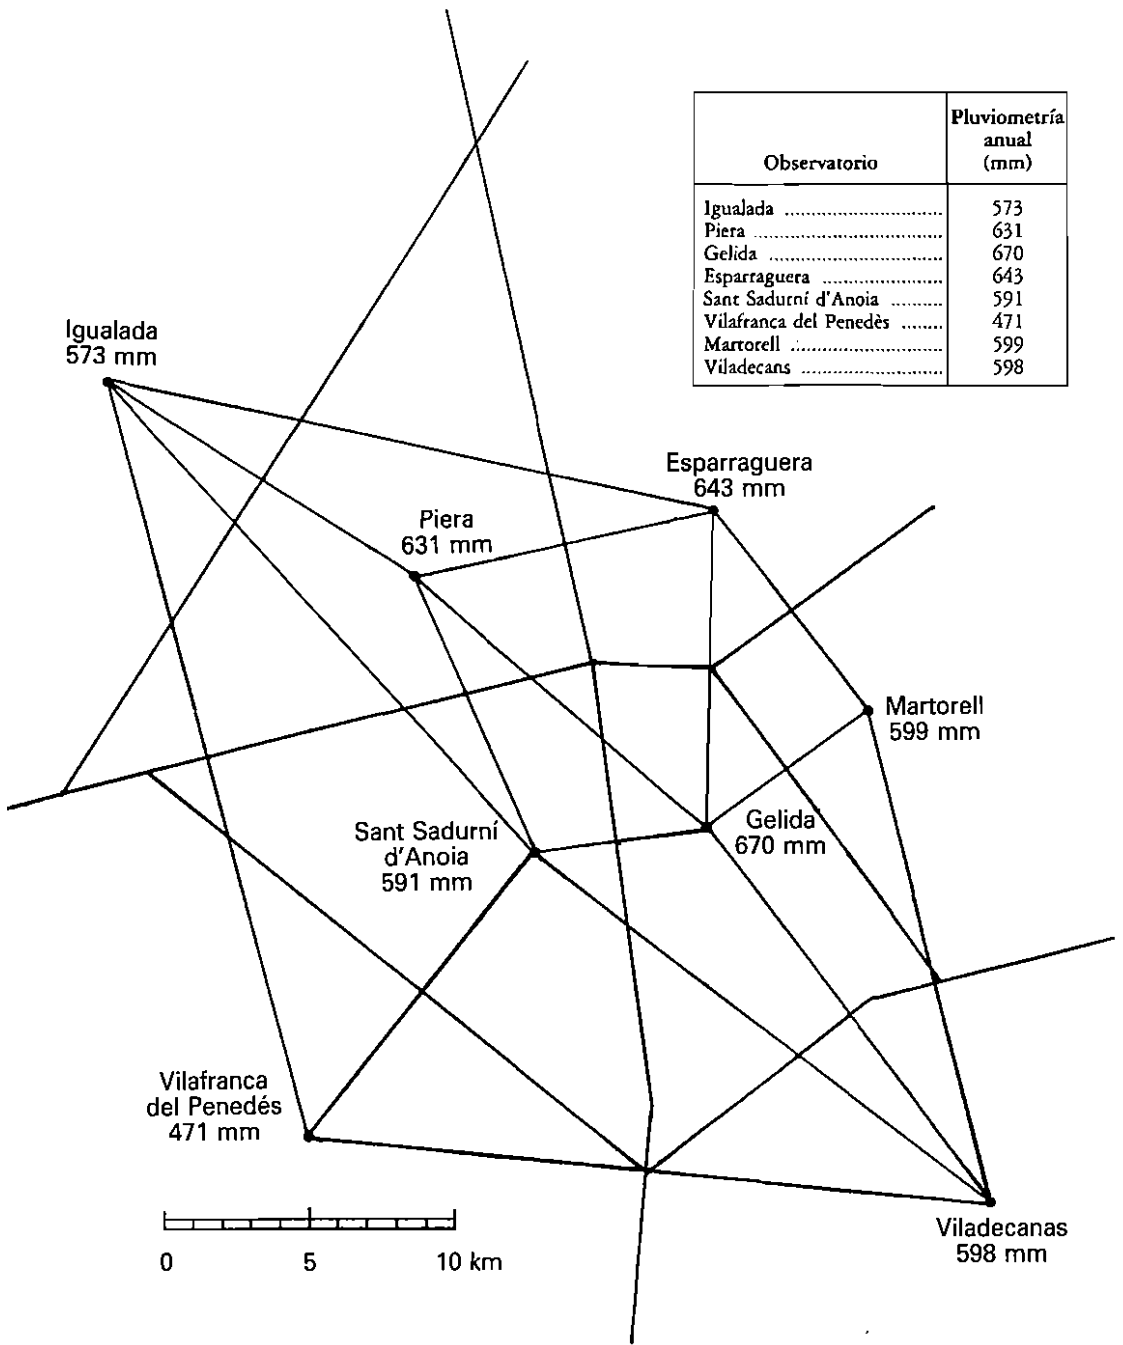 Observatorio
Pluviometría
anual
(mm)
Igualada ........................... 573
Piera ................................ 631
Gelida .............................. 670
Esparraguera .................... 643
Sant Sadurní d'Anoia ......... 591
Vilafranca del Penedès ....... 471
Martorell .......................... 599
Viladecans ........................ 598
Igualada
573 mm
Esparraguera
643 mm
Piera
631 mm
Martorell
599 mm
Gelida
670 mm
Sant Sadurní
d'Anoia
591 mm
Vilafranca
del Penedés
471 mm
0 5 10 km
Viladecanas
598 mm